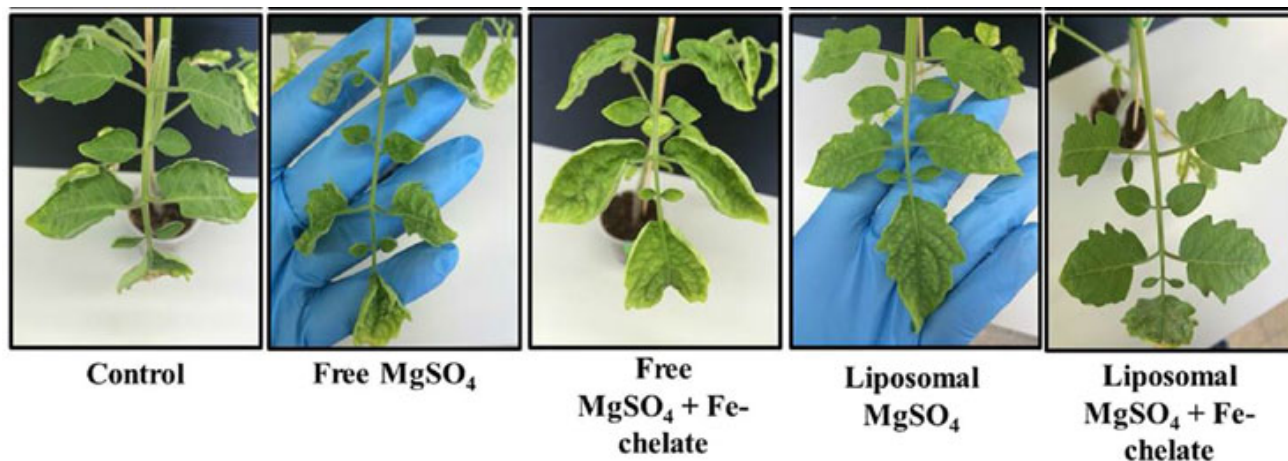 Control
Free MgSO₄
Free
MgSO₄ + Fe-
chelate
Liposomal
MgSO₄
Liposomal
MgSO₄ + Fe-
chelate